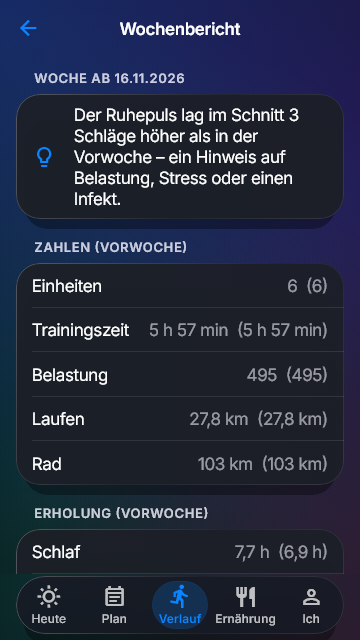 Wochenbericht
WOCHE AB 16.11.2026
Der Ruhepuls lag im Schnitt 3
Schläge höher als in der
Vorwoche – ein Hinweis auf
Belastung, Stress oder einen
Infekt.
ZAHLEN (VORWOCHE)
Einheiten 6 (6)
Trainingszeit 5 h 57 min (5 h 57 min)
Belastung 495 (495)
Laufen 27,8 km (27,8 km)
Rad 103 km (103 km)
ERHOLUNG (VORWOCHE)
Schlaf 7,7 h (6,9 h)
Heute Plan Verlauf Ernährung Ich